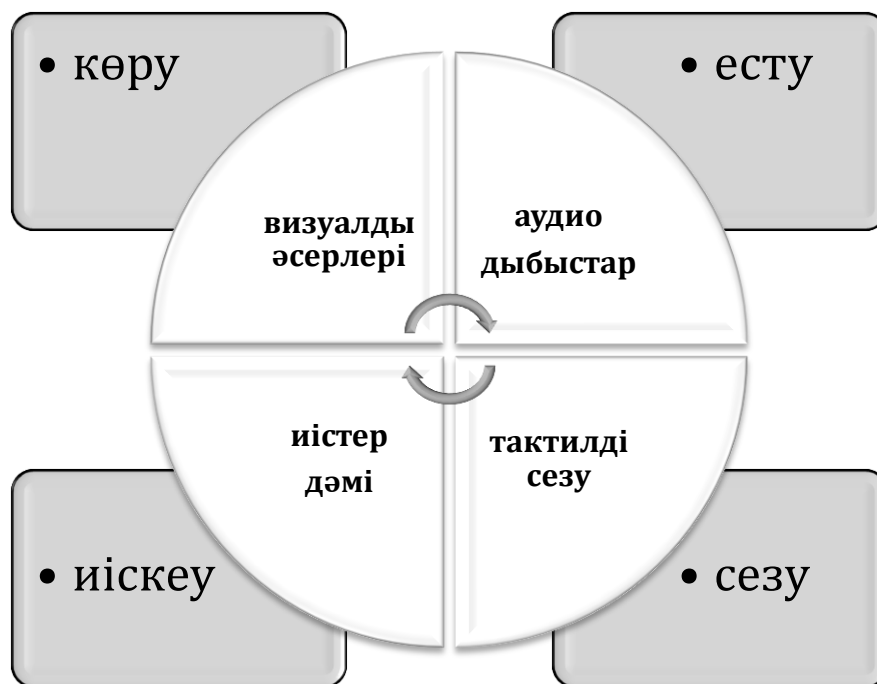 • көру
• есту
визуалды
әсерлері
аудио
дыбыстар
иістер
дәмі
тактилді
сезу
• иіскеу
• сезу